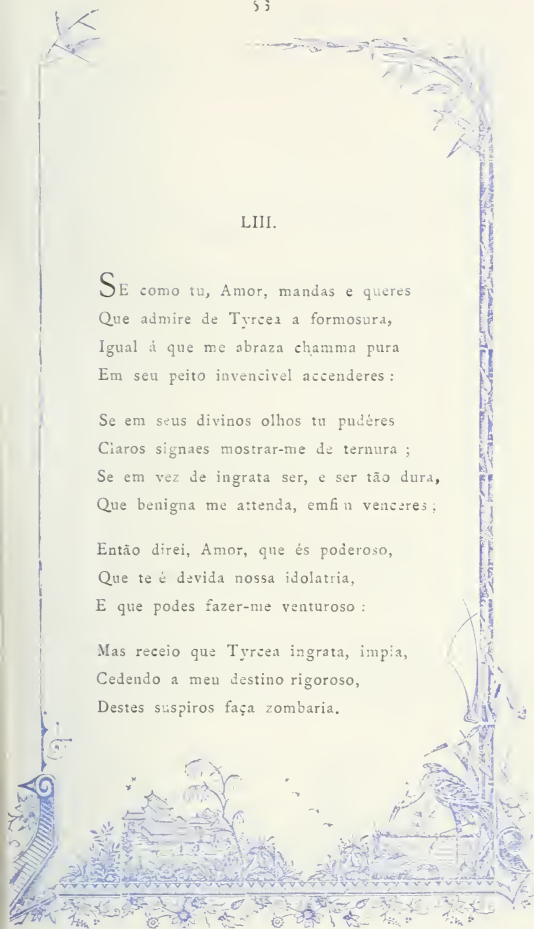 53
LIII.
SE como tu, Amor, mandas e queres
Que admire de Tyrcea a formosura,
Igual á que me abraza chamma pura
Em seu peito invencivel accenderes :
Se em seus divinos olhos tu pudéres
Claros signaes mostrar-me de ternura ;
Se em vez de ingrata ser, e ser tão dura,
Que benigna me attenda, emfin venceres ;
Então direi, Amor, que és poderoso,
Que te é devida nossa idolatria,
E que podes fazer-me venturoso :
Mas receio que Tyrcea ingrata, impia,
Cedendo a meu destino rigoroso,
Destes suspiros faça zombaria.